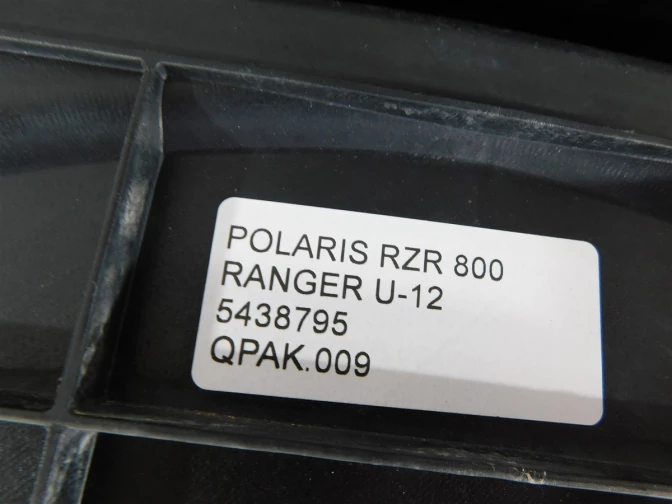 POLARIS RZR 800
RANGER U-12
5438795
QPAK.009